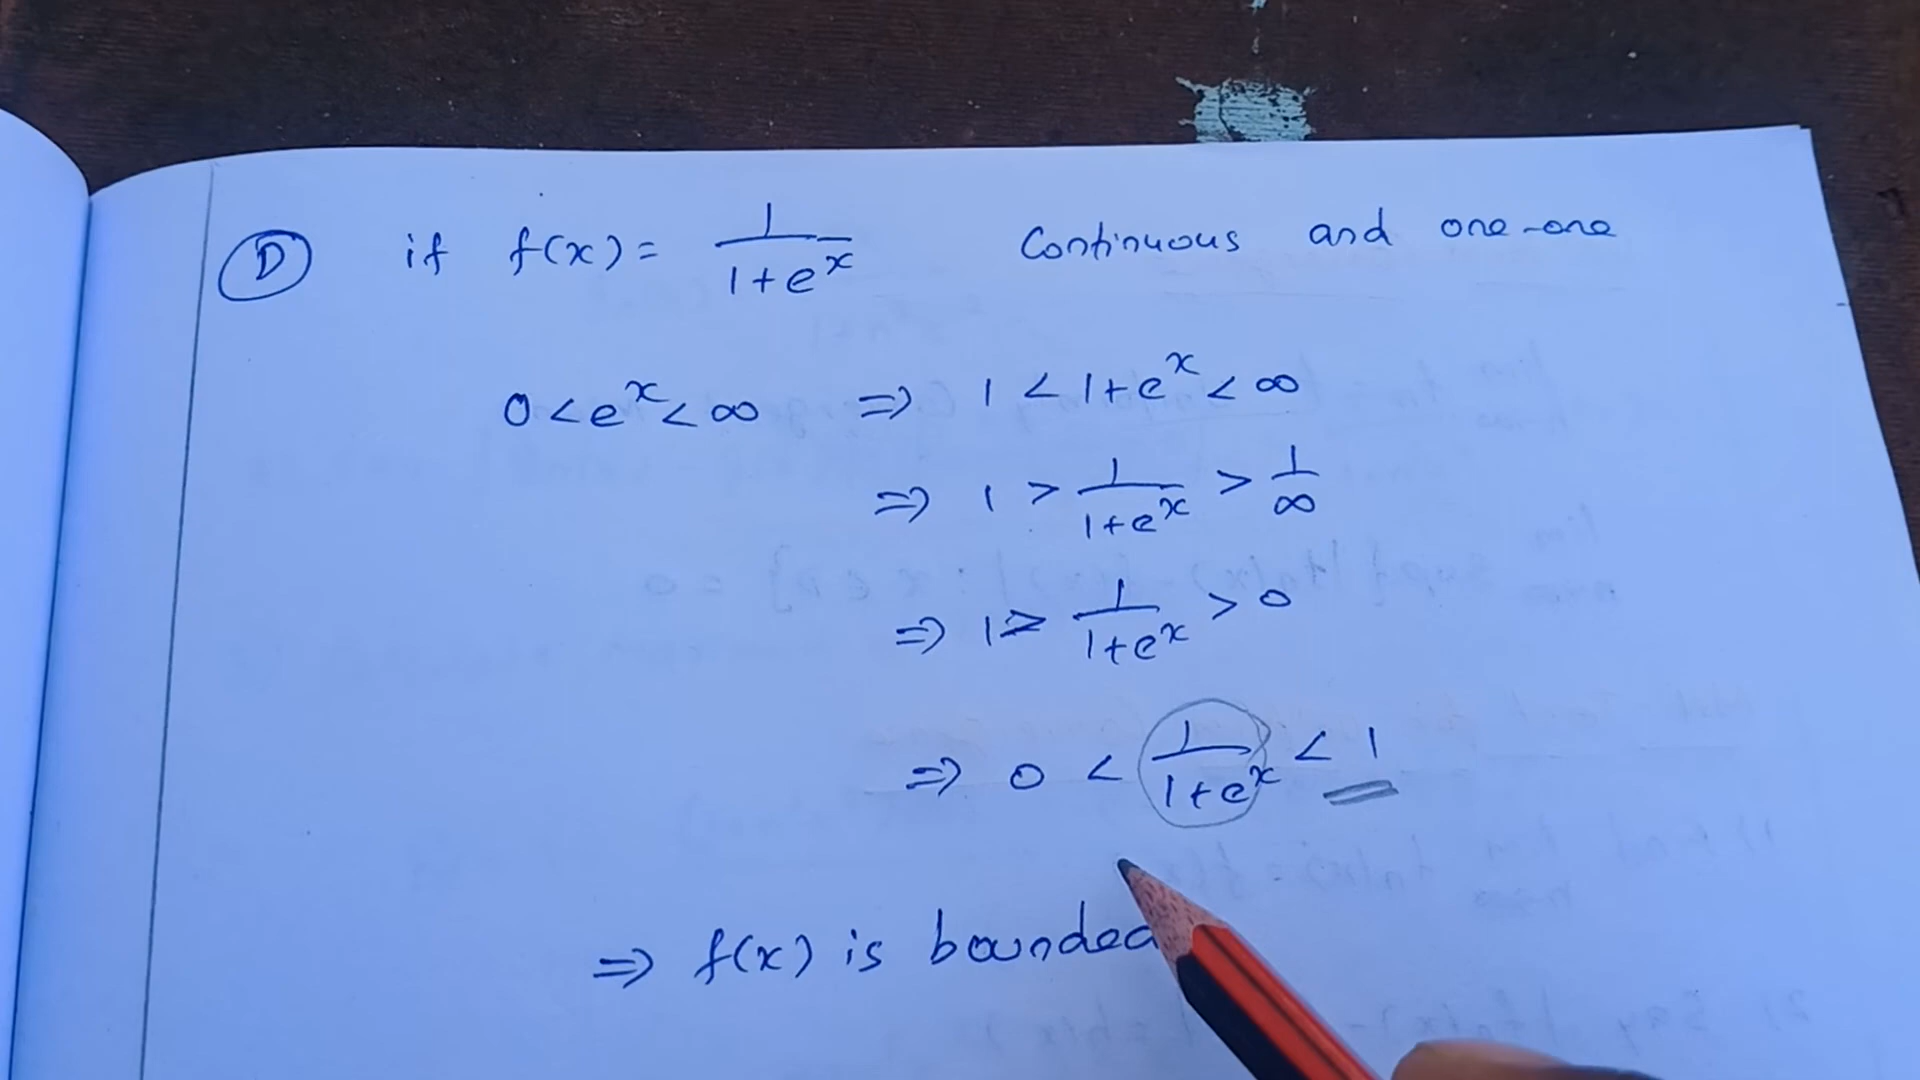 D if f(x) = 1/(1+e^x) Continuous and one-one
0 < e^x < ∞ ⇒ 1 < 1+e^x < ∞
⇒ 1 > 1/(1+e^x) > 1/∞
⇒ 1 > 1/(1+e^x) > 0
⇒ 0 < 1/(1+e^x) < 1
⇒ f(x) is bounded